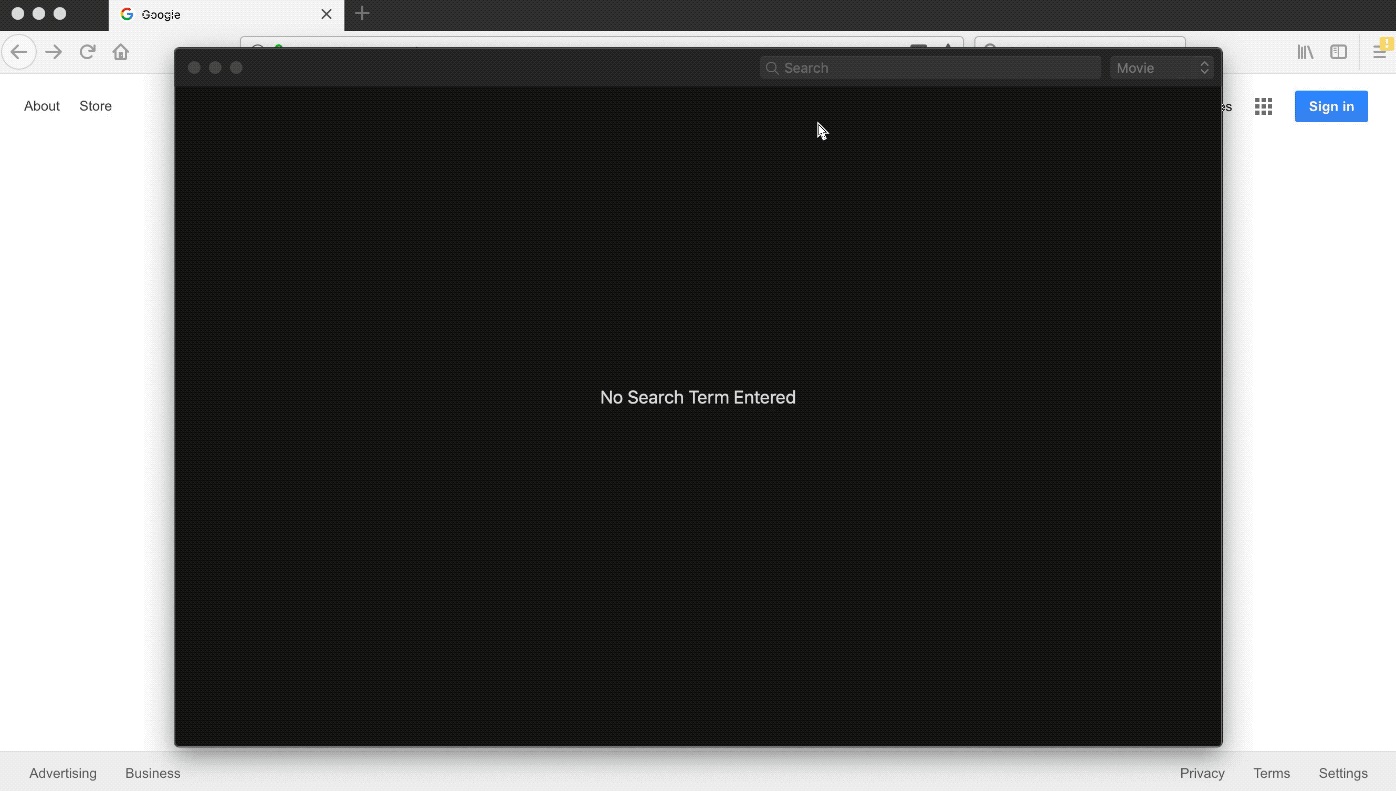 Google
Search
Movie
About
Store
es
Sign in
No Search Term Entered
Advertising
Business
Privacy
Terms
Settings